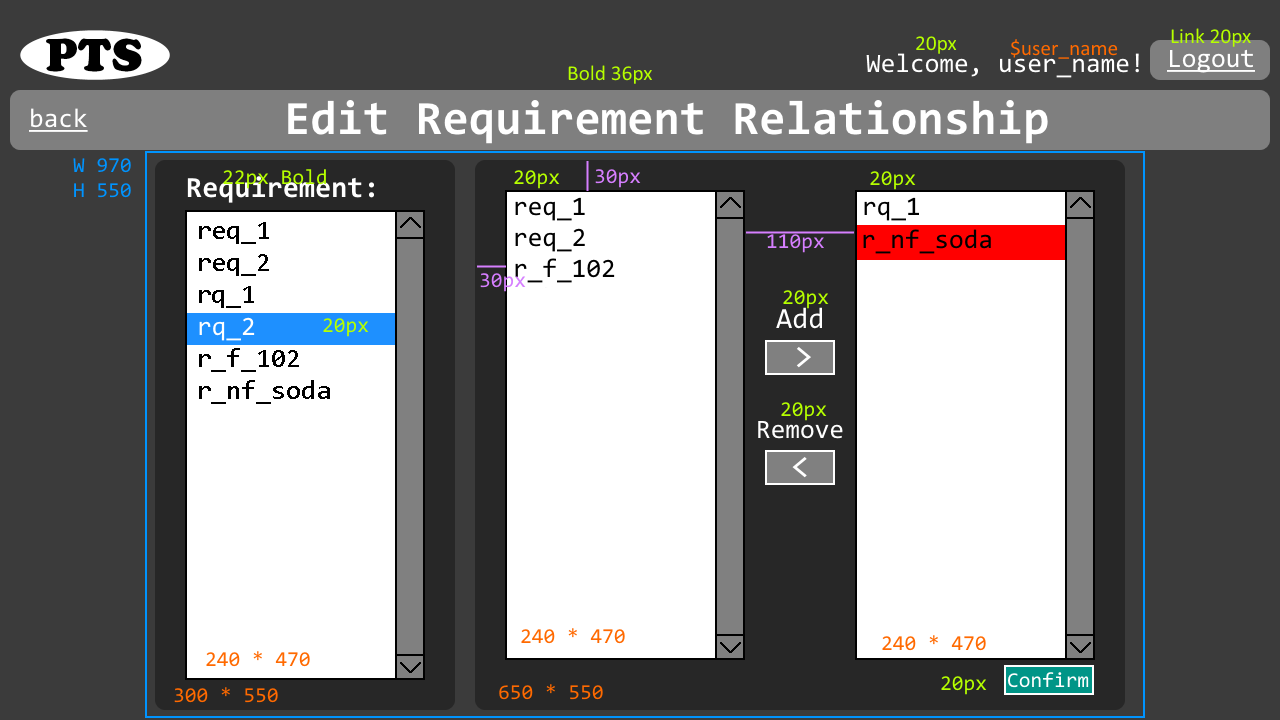 PTS
20px
$user_name
Link 20px
Welcome, user_name!
Logout
Bold 36px
back
Edit Requirement Relationship
W 970
H 550
22px Bold
Requirement:
req_1
req_2
rq_1
rq_2
20px
r_f_102
r_nf_soda
240 * 470
300 * 550
20px
30px
req_1
req_2
r_f_102
30px
240 * 470
650 * 550
110px
20px
Add
>
20px
Remove
<
20px
rq_1
r_nf_soda
240 * 470
20px
Confirm